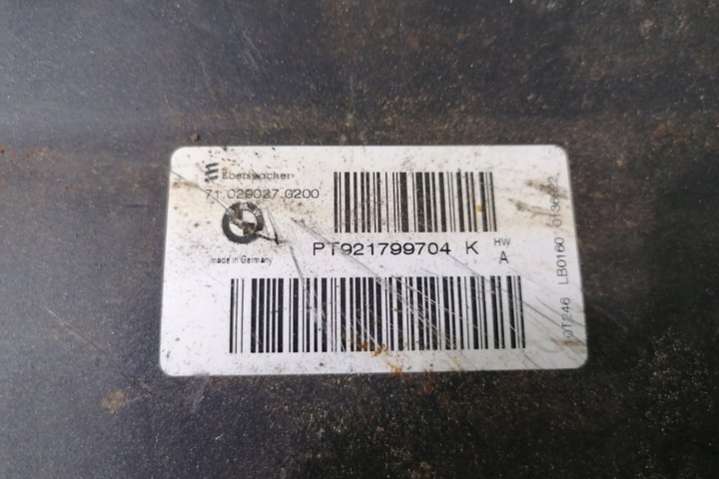 Eberspächer
71.029027.0200
made in Germany
PT921799704 K
HW
A
LB0160